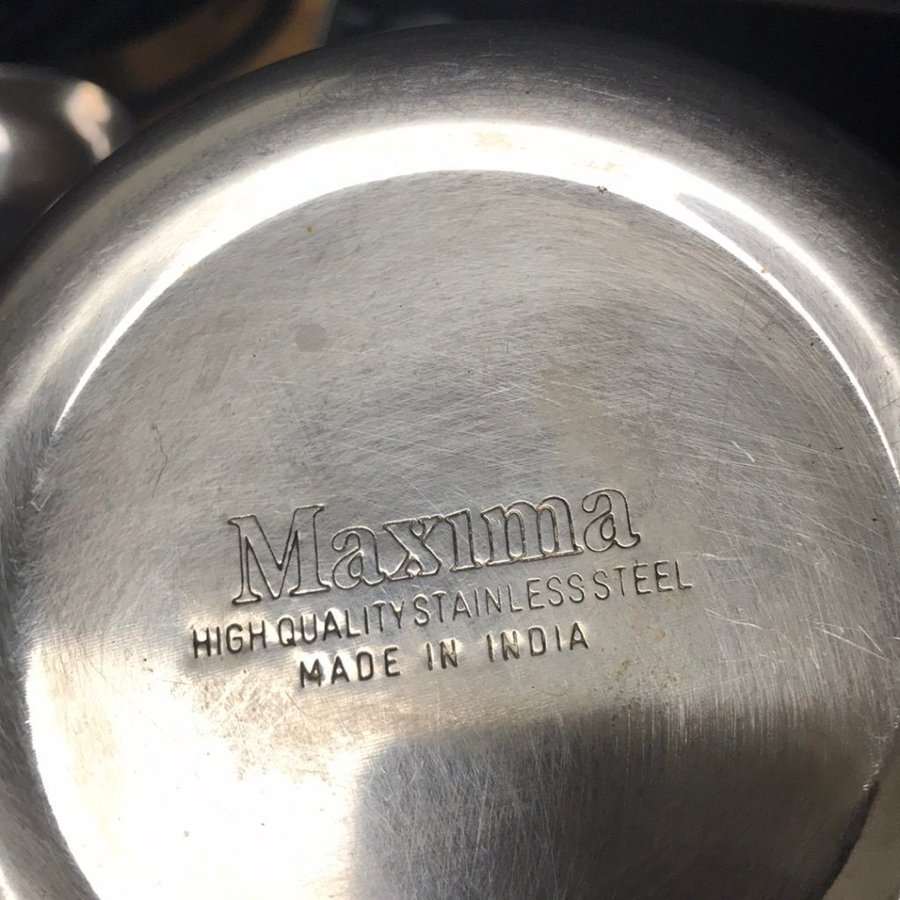 Maxima
HIGH QUALITY STAINLESS STEEL
MADE IN INDIA